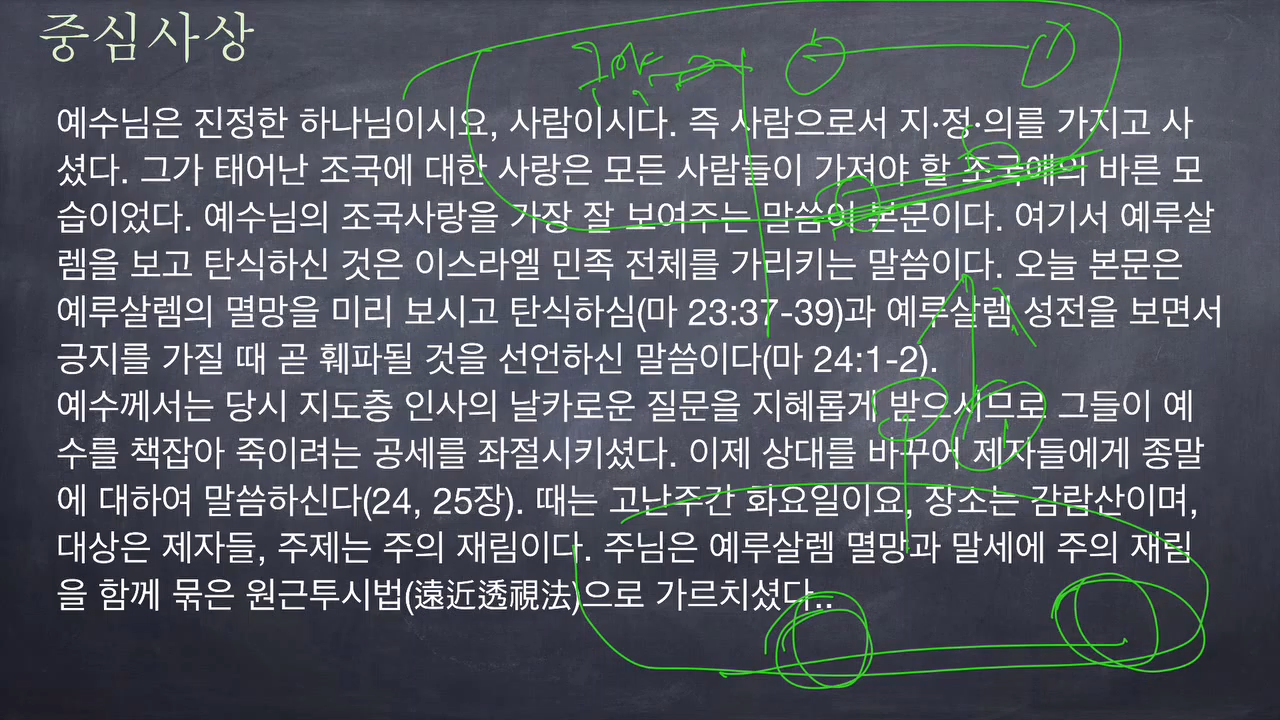 중심사상
예수님은 진정한 하나님이시요, 사람이시다. 즉 사람으로서 지·정·의를 가지고 사
셨다. 그가 태어난 조국에 대한 사랑은 모든 사람들이 가져야 할 조국애의 바른 모
습이었다. 예수님의 조국사랑을 가장 잘 보여주는 말씀이 본문이다. 여기서 예루살
렘을 보고 탄식하신 것은 이스라엘 민족 전체를 가리키는 말씀이다. 오늘 본문은
예루살렘의 멸망을 미리 보시고 탄식하심(마 23:37-39)과 예루살렘 성전을 보면서
긍지를 가질 때 곧 훼파될 것을 선언하신 말씀이다(마 24:1-2).
예수께서는 당시 지도층 인사의 날카로운 질문을 지혜롭게 받으시므로 그들이 예
수를 책잡아 죽이려는 공세를 좌절시키셨다. 이제 상대를 바꾸어 제자들에게 종말
에 대하여 말씀하신다(24, 25장). 때는 고난주간 화요일이요, 장소는 감람산이며,
대상은 제자들, 주제는 주의 재림이다. 주님은 예루살렘 멸망과 말세에 주의 재림
을 함께 묶은 원근투시법(遠近透視法)으로 가르치셨다..